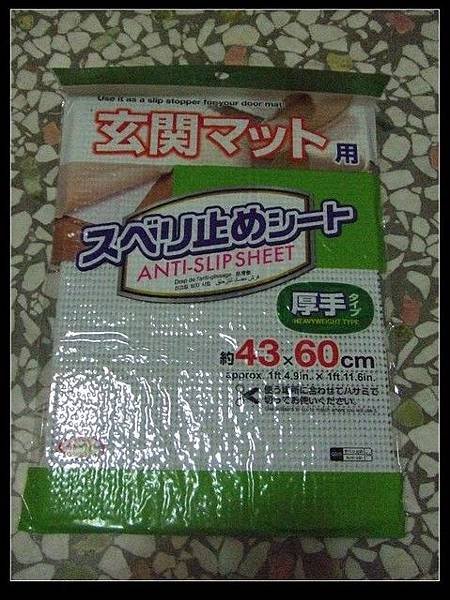 Use it as a slip stopper for your door mat
玄関マット用
スベリ止めシート
ANTI-SLIP SHEET
厚手タイプ
HEAVYWEIGHT TYPE
約43×60cm
approx. 1ft.4.9in. × 1ft.11.6in.
使う場所に合わせてハサミで
切ってお使いください。